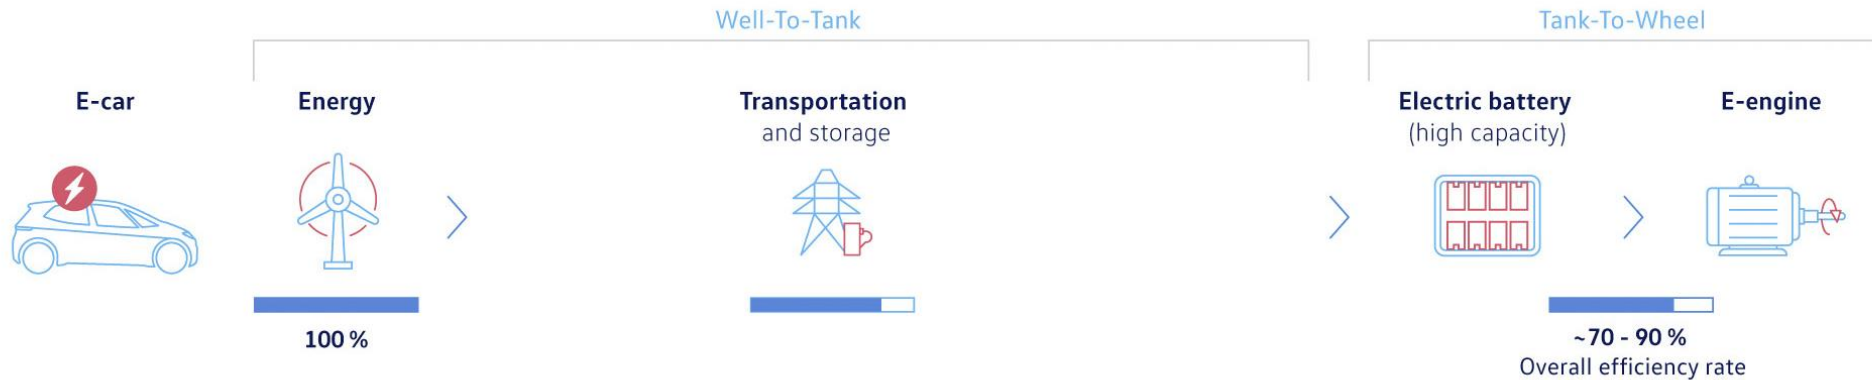 Well-To-Tank
Tank-To-Wheel
E-car
Energy
Transportation
and storage
Electric battery
(high capacity)
E-engine
100 %
~70 - 90 %
Overall efficiency rate